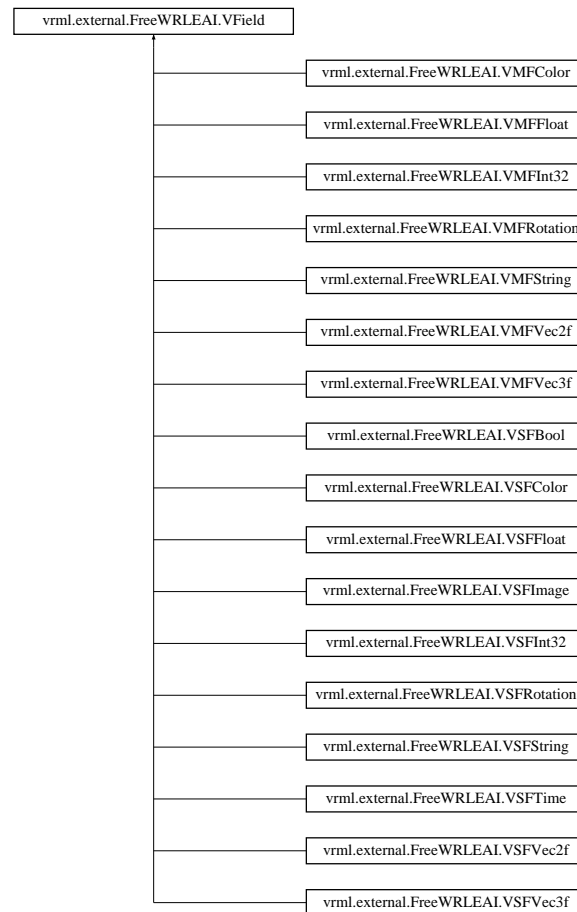 vrml.external.FreeWRLEAI.VField
vrml.external.FreeWRLEAI.VMFColor
vrml.external.FreeWRLEAI.VMFFloat
vrml.external.FreeWRLEAI.VMFInt32
vrml.external.FreeWRLEAI.VMFRotation
vrml.external.FreeWRLEAI.VMFString
vrml.external.FreeWRLEAI.VMFVec2f
vrml.external.FreeWRLEAI.VMFVec3f
vrml.external.FreeWRLEAI.VSFBool
vrml.external.FreeWRLEAI.VSFColor
vrml.external.FreeWRLEAI.VSFFloat
vrml.external.FreeWRLEAI.VSFImage
vrml.external.FreeWRLEAI.VSFInt32
vrml.external.FreeWRLEAI.VSFRotation
vrml.external.FreeWRLEAI.VSFString
vrml.external.FreeWRLEAI.VSFTime
vrml.external.FreeWRLEAI.VSFVec2f
vrml.external.FreeWRLEAI.VSFVec3f